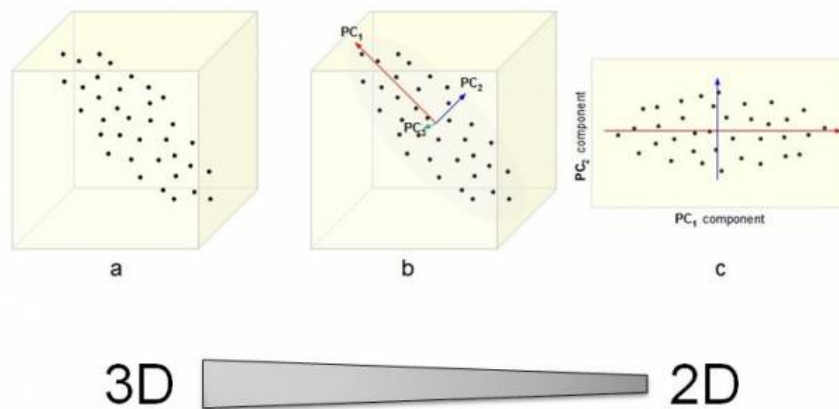 PC1
PC2
PC3
PC2 component
PC1 component
a
b
c
3D
2D